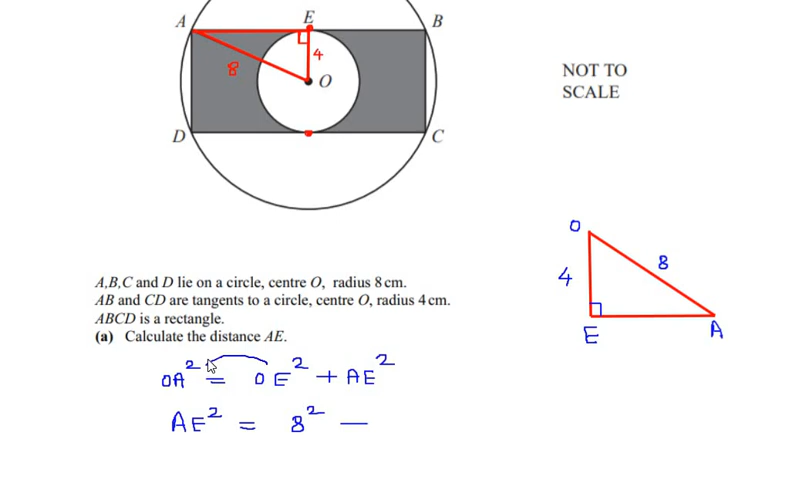 A E B
4
8
O
NOT TO
SCALE
D C
O
8
4
E A
A,B,C and D lie on a circle, centre O, radius 8 cm.
AB and CD are tangents to a circle, centre O, radius 4 cm.
ABCD is a rectangle.
(a) Calculate the distance AE.
OA² = OE² + AE²
AE² = 8² —